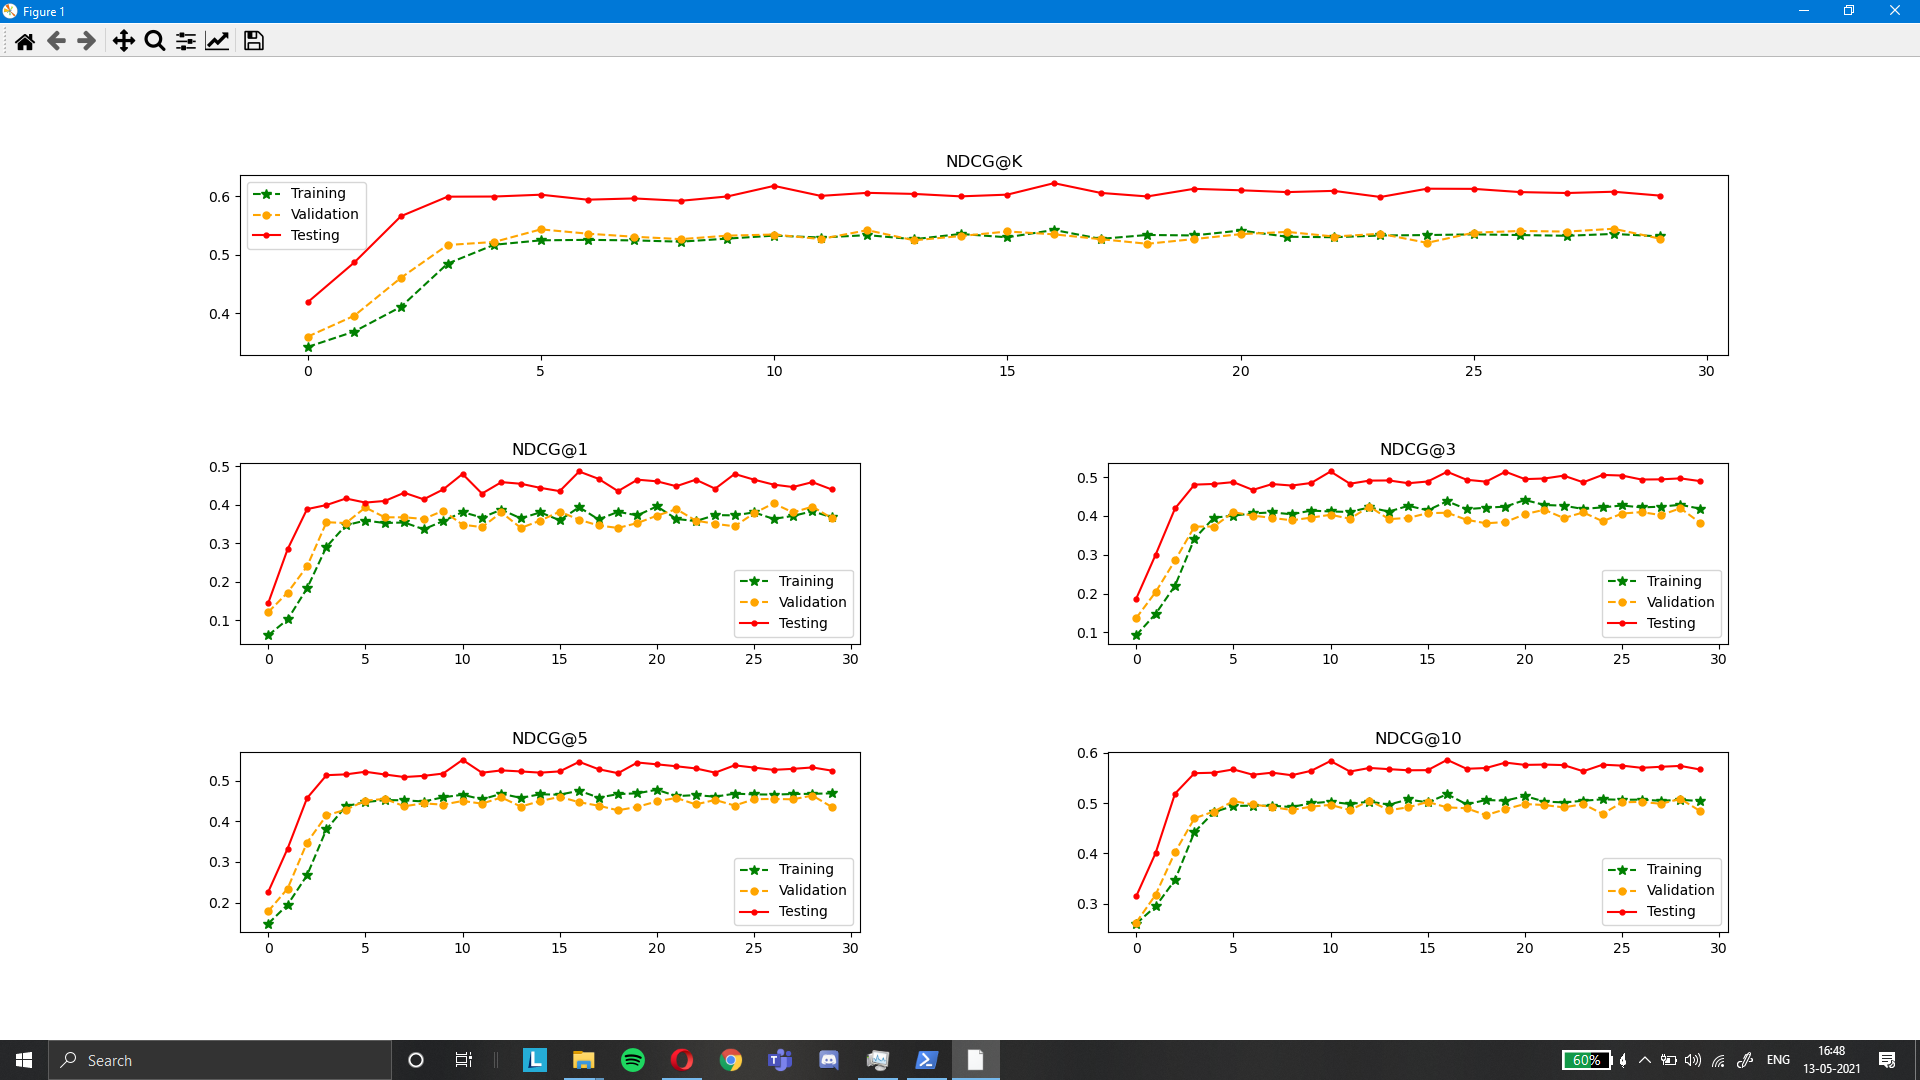 Figure 1
NDCG@K
0.6
0.5
0.4
Training
Validation
Testing
0 5 10 15 20 25 30
NDCG@1
0.5
0.4
0.3
0.2
0.1
Training
Validation
Testing
0 5 10 15 20 25 30
NDCG@3
0.5
0.4
0.3
0.2
0.1
Training
Validation
Testing
0 5 10 15 20 25 30
NDCG@5
0.5
0.4
0.3
0.2
Training
Validation
Testing
0 5 10 15 20 25 30
NDCG@10
0.6
0.5
0.4
0.3
Training
Validation
Testing
0 5 10 15 20 25 30
Search
L
60%
ENG
16:48
13-05-2021